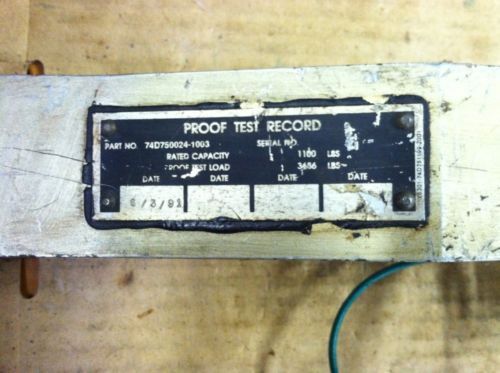 PROOF TEST RECORD
PART NO. 74D750024-1003 SERIAL NO.
RATED CAPACITY 1100 LBS
PROOF TEST LOAD 3656 LBS
DATE DATE DATE DATE
/3/91